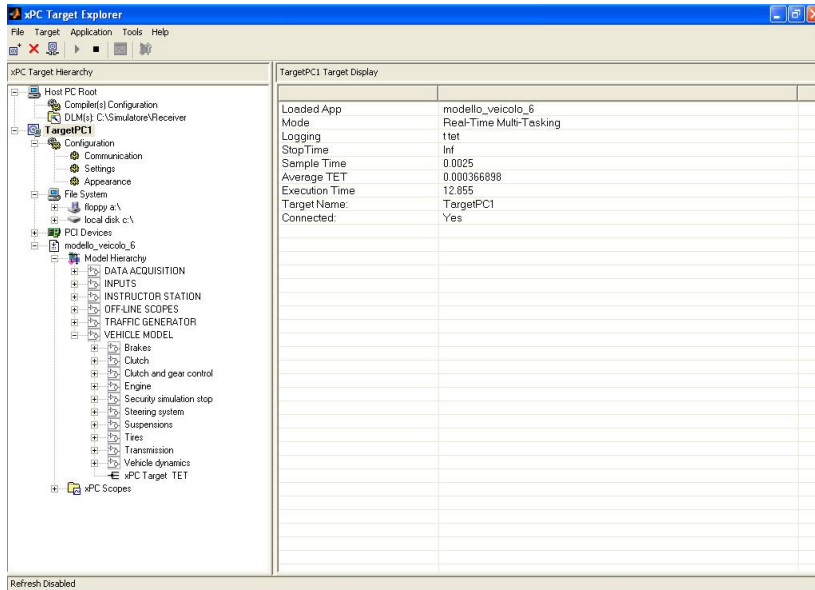 xPC Target Explorer
File Target Application Tools Help
xPC Target Hierarchy
Host PC Root
Compiler(s) Configuration
DLM(s): C:\Simulatore\Receiver
TargetPC1
Configuration
Communication
Settings
Appearance
File System
floppy a:\
local disk c:\
PCI Devices
modello_veicolo_6
Model Hierarchy
DATA ACQUISITION
INPUTS
INSTRUCTOR STATION
OFF-LINE SCOPES
TRAFFIC GENERATOR
VEHICLE MODEL
Brakes
Clutch
Clutch and gear control
Engine
Security simulation stop
Steering system
Suspensions
Tires
Transmission
Vehicle dynamics
xPC Target TET
xPC Scopes
TargetPC1 Target Display
Loaded App modello_veicolo_6
Mode Real-Time Multi-Tasking
Logging t tet
StopTime Inf
Sample Time 0.0025
Average TET 0.000366898
Execution Time 12.855
Target Name: TargetPC1
Connected: Yes
Refresh Disabled